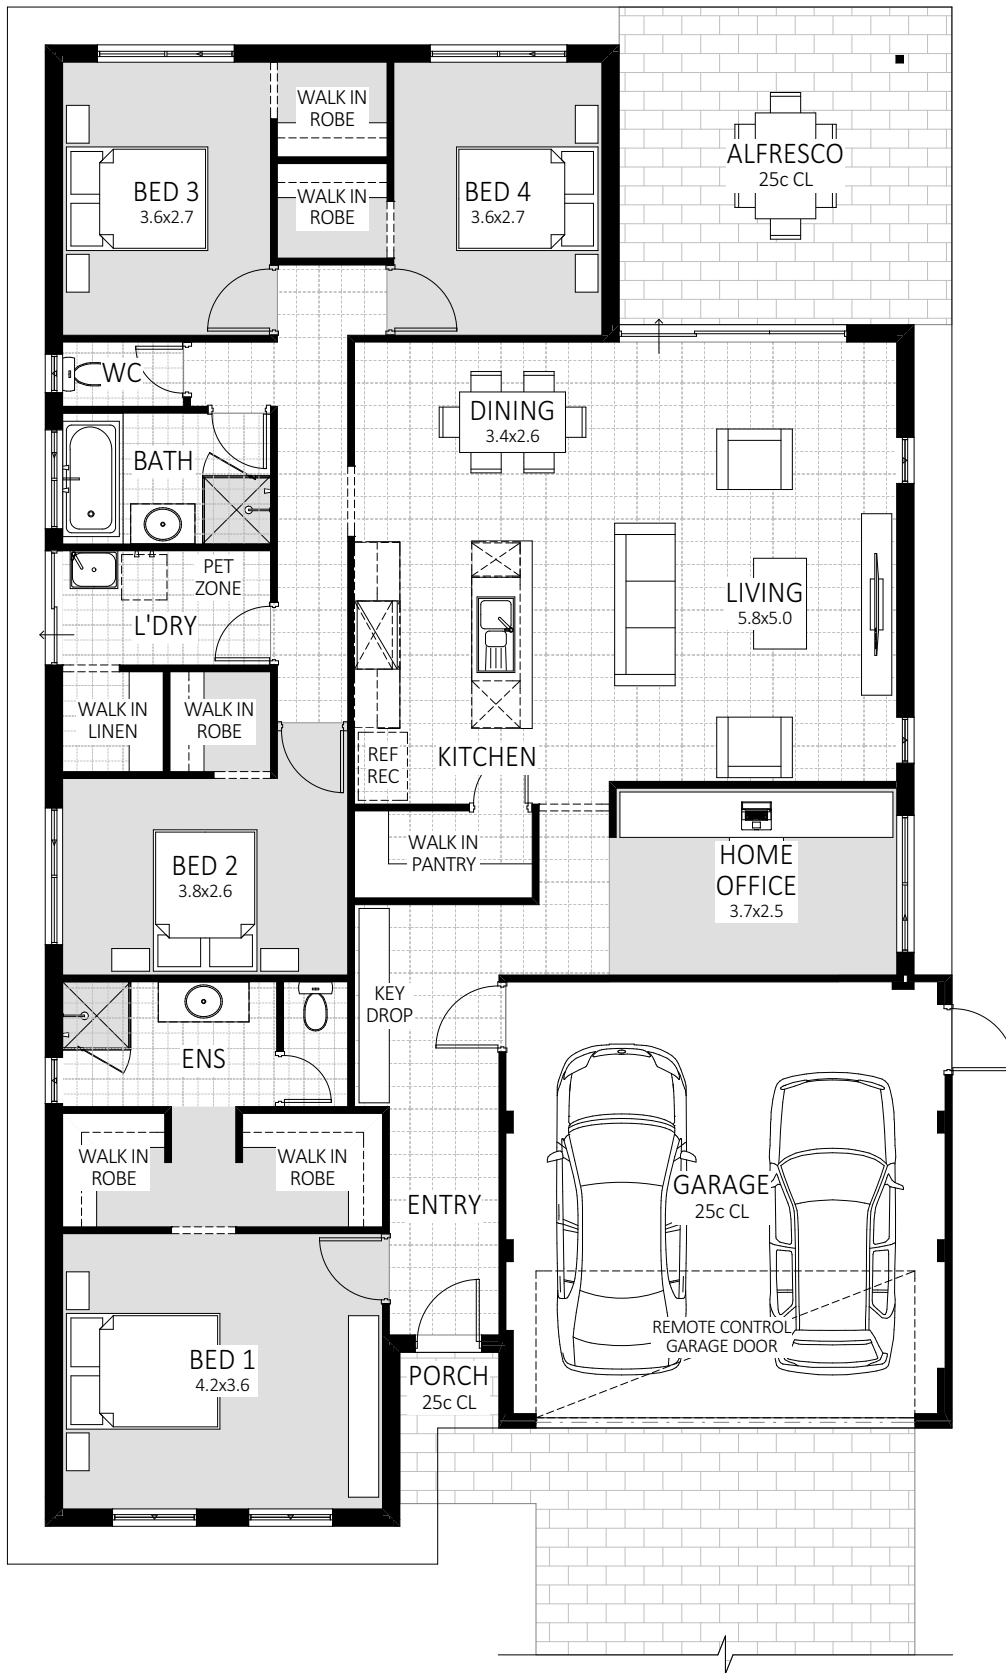 WALK IN
ROBE
BED 3
3.6x2.7
WALK IN
ROBE
BED 4
3.6x2.7
ALFRESCO
25c CL
WC
DINING
3.4x2.6
BATH
PET
ZONE
L'DRY
LIVING
5.8x5.0
WALK IN
LINEN
WALK IN
ROBE
REF
REC
KITCHEN
WALK IN
PANTRY
HOME
OFFICE
3.7x2.5
BED 2
3.8x2.6
KEY
DROP
ENS
WALK IN
ROBE
WALK IN
ROBE
ENTRY
GARAGE
25c CL
REMOTE CONTROL
GARAGE DOOR
BED 1
4.2x3.6
PORCH
25c CL